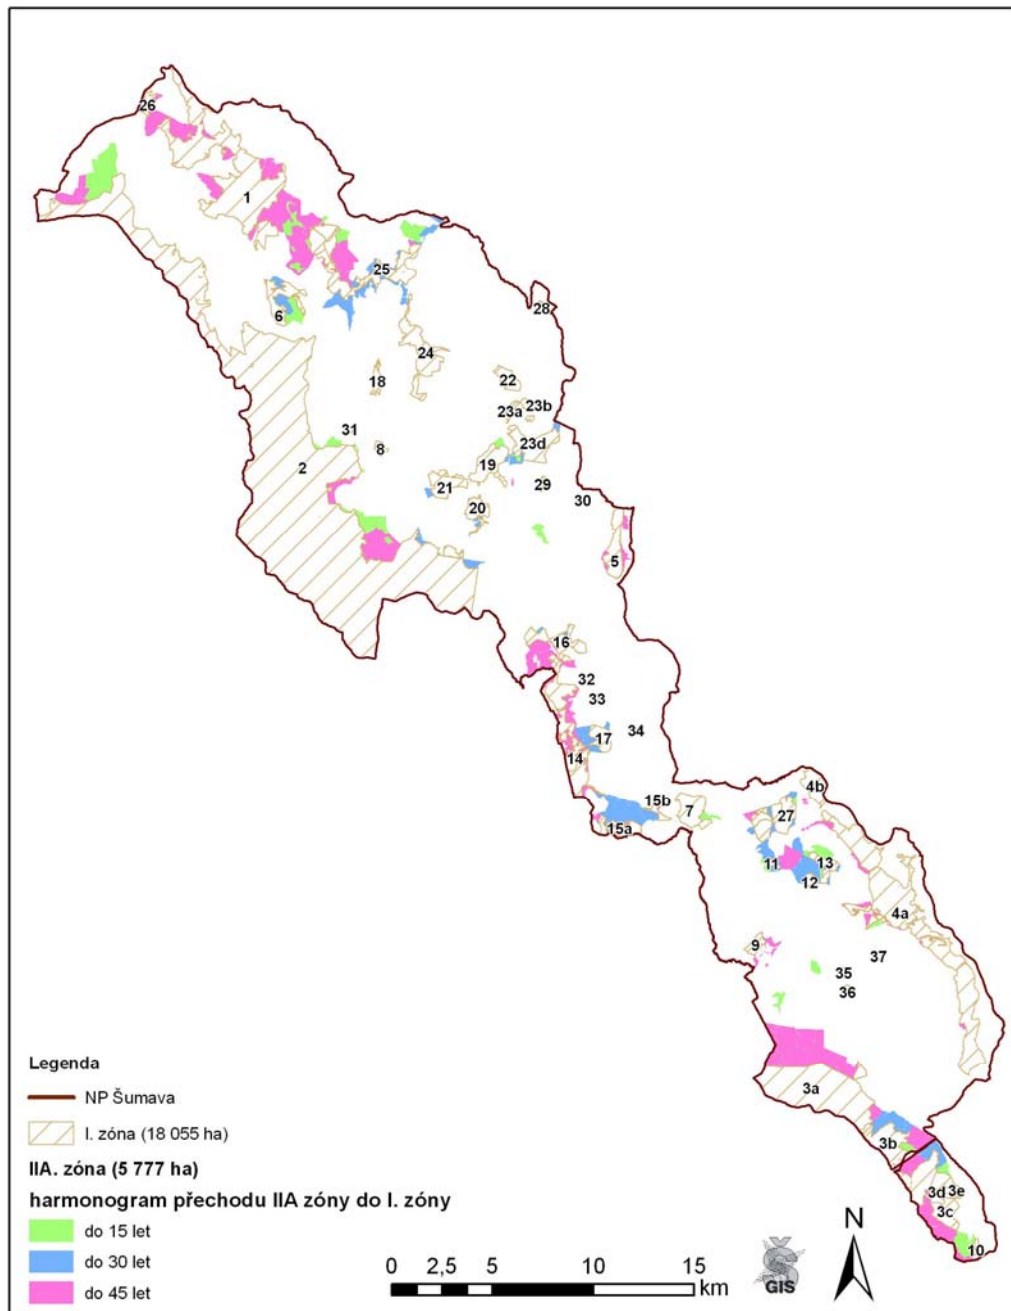 26
1
25
6
28
24
18
22
23a
23b
31
8
23d
2
19
21
29
20
30
5
16
32
33
17
34
14
4b
15b
7
27
15a
11
13
12
4a
9
37
35
36
3a
3b
3d
3e
3c
10
Legenda
NP Šumava
I. zóna (18 055 ha)
IIA. zóna (5 777 ha)
harmonogram přechodu IIA zóny do I. zóny
do 15 let
do 30 let
do 45 let
0 2,5 5 10 15
km
Š
GIS
N